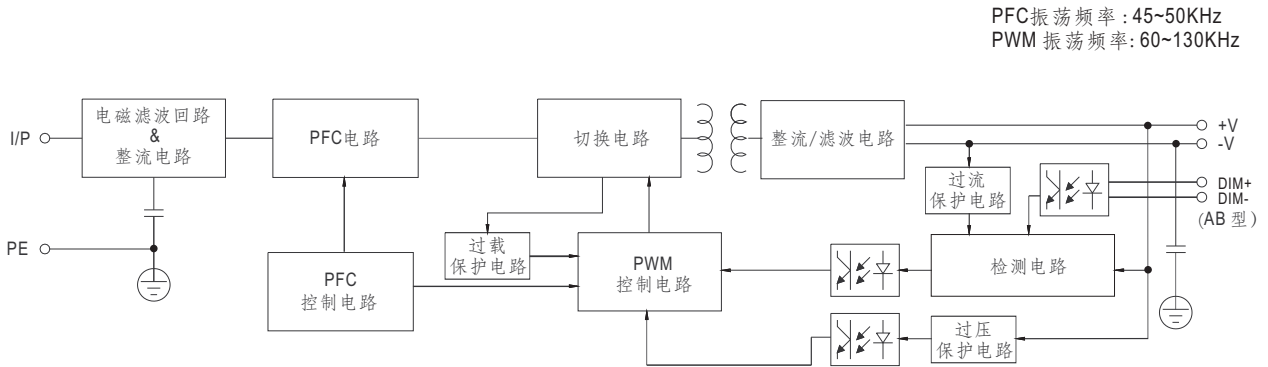 PFC振荡频率：45~50KHz
PWM 振荡频率：60~130KHz
I/P
电磁滤波回路
&
整流电路
PFC电路
切换电路
整流/滤波电路
+V
-V
过流
保护电路
DIM+
DIM-
(AB 型）
PE
过载
保护电路
PFC
控制电路
PWM
控制电路
检测电路
过压
保护电路